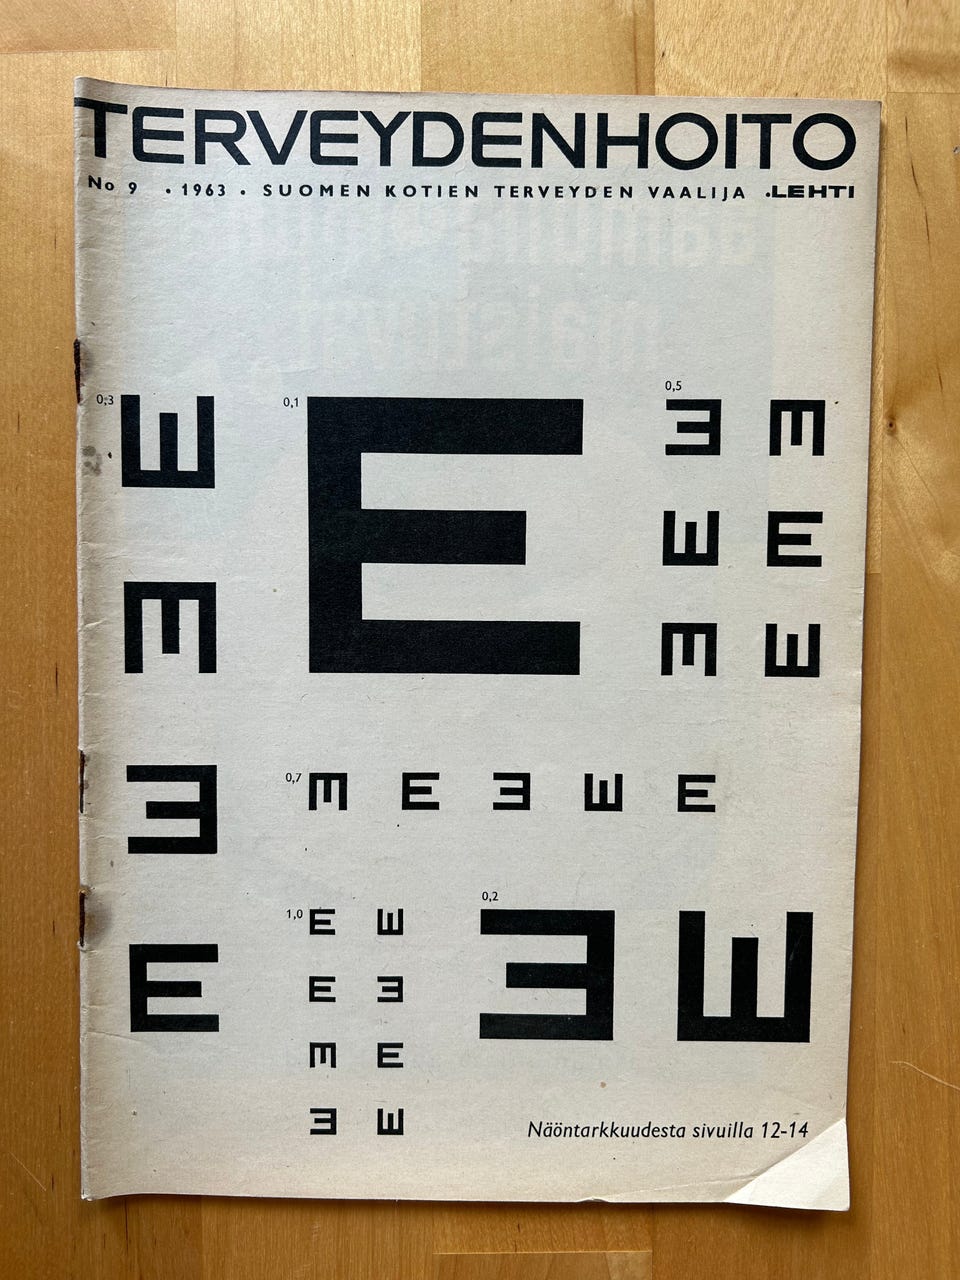 TERVEYDENHOITO
No 9 • 1963 • SUOMEN KOTIEN TERVEYDEN VAALIJA •LEHTI
0,3
0,1
E
0,5
0,7
1,0
0,2
Näöntarkkuudesta sivuilla 12-14